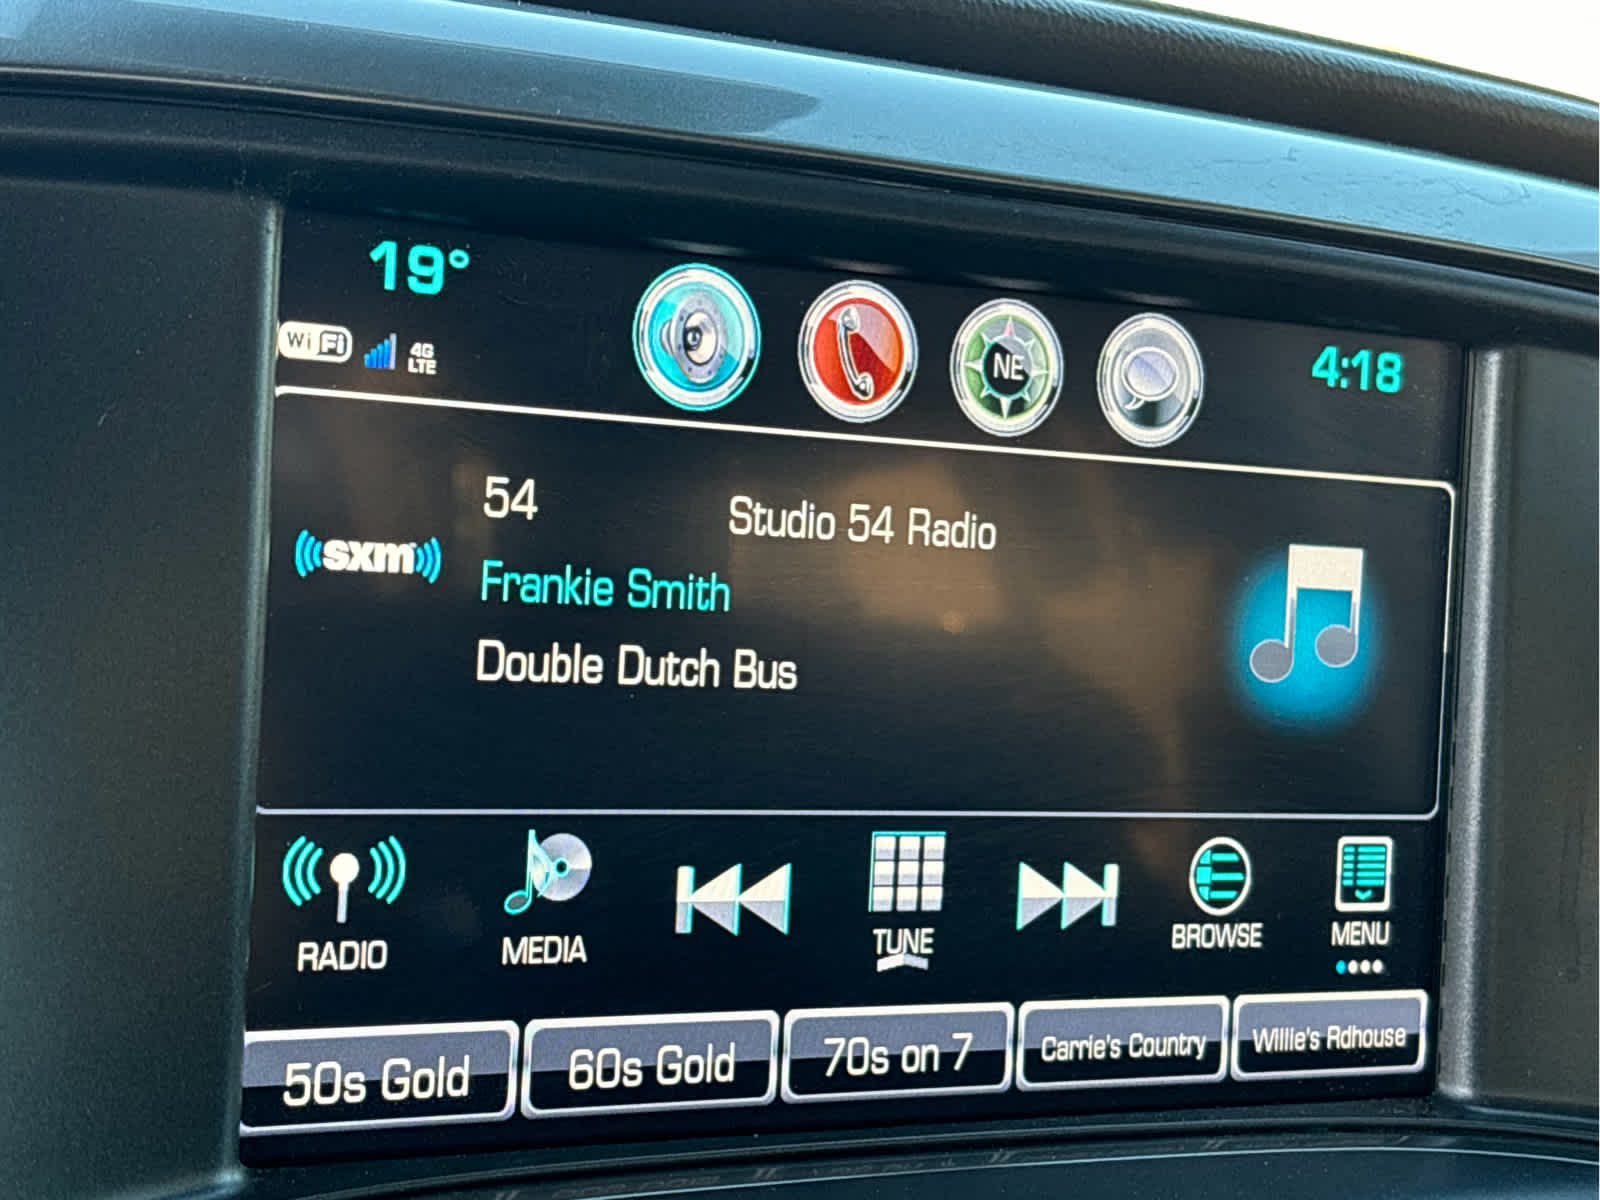 19°
WiFi 4G LTE
NE
4:18
54 Studio 54 Radio
sxm
Frankie Smith
Double Dutch Bus
RADIO
MEDIA
TUNE
BROWSE
MENU
50s Gold
60s Gold
70s on 7
Carrie's Country
Willie's Rdhouse